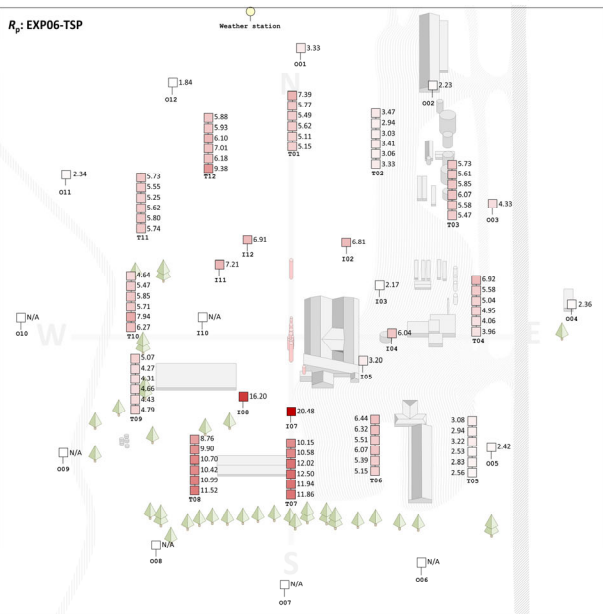 Rp: EXP06-TSP
Weather station
3.33
O01
N
1.84
O12
2.23
O02
7.39
5.77
5.49
5.62
5.11
5.15
T01
3.47
2.94
3.03
3.41
3.06
3.33
T02
5.88
5.93
6.10
7.01
6.18
9.38
T12
5.73
5.61
5.85
6.07
5.58
5.47
T03
2.34
O11
5.73
5.55
5.25
5.62
5.80
5.74
T11
4.33
O03
6.91
I12
6.81
I02
7.21
I11
2.17
I03
4.64
5.47
5.85
5.71
7.94
6.27
T10
6.92
5.58
5.04
4.95
4.06
3.96
T04
2.36
O04
N/A
O10
N/A
I10
W
E
6.04
I04
3.20
I05
5.07
4.27
4.31
4.66
4.43
4.79
T09
16.20
I08
20.48
I07
6.44
6.32
5.51
6.07
5.39
5.15
T06
3.08
2.94
3.22
2.53
2.83
2.56
T05
2.42
O05
N/A
O09
8.76
9.90
10.70
10.42
10.99
11.52
T08
10.15
10.58
12.02
12.50
11.94
11.86
T07
N/A
O08
S
N/A
O06
N/A
O07